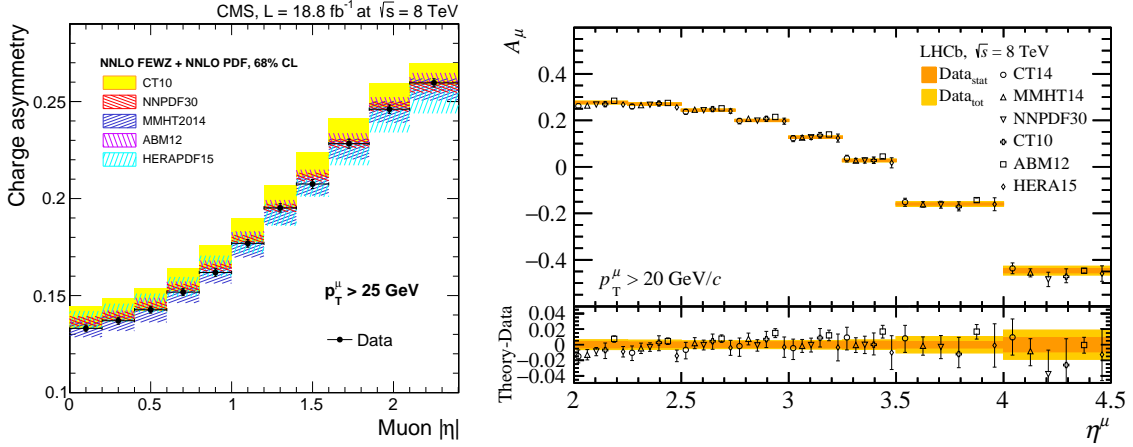 CMS, L = 18.8 fb⁻¹ at √s = 8 TeV
Charge asymmetry
0.25
0.2
0.15
0.1
NNLO FEWZ + NNLO PDF, 68% CL
CT10
NNPDF30
MMHT2014
ABM12
HERAPDF15
p_T^μ > 25 GeV
Data
0 0.5 1 1.5 2
Muon |η|
A_μ
0.4
0.2
0
−0.2
−0.4
LHCb, √s = 8 TeV
Data_stat
Data_tot
CT14
MMHT14
NNPDF30
CT10
ABM12
HERA15
p_T^μ > 20 GeV/c
Theory-Data
0.04
0.02
0
−0.02
−0.04
2 2.5 3 3.5 4 4.5
η^μ